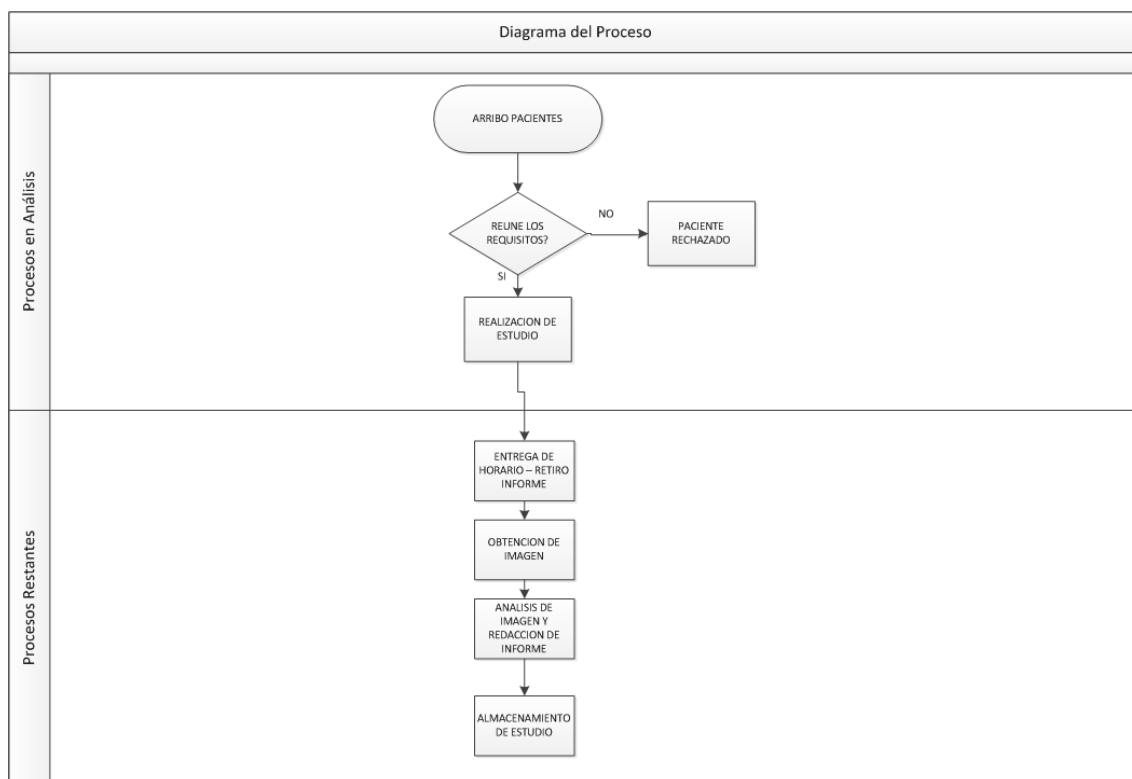 Diagrama del Proceso
Procesos en Análisis
ARRIBO PACIENTES
REUNE LOS
REQUISITOS?
NO
PACIENTE
RECHAZADO
SI
REALIZACION DE
ESTUDIO
Procesos Restantes
ENTREGA DE
HORARIO – RETIRO
INFORME
OBTENCION DE
IMAGEN
ANALISIS DE
IMAGEN Y
REDACCION DE
INFORME
ALMACENAMIENTO
DE ESTUDIO